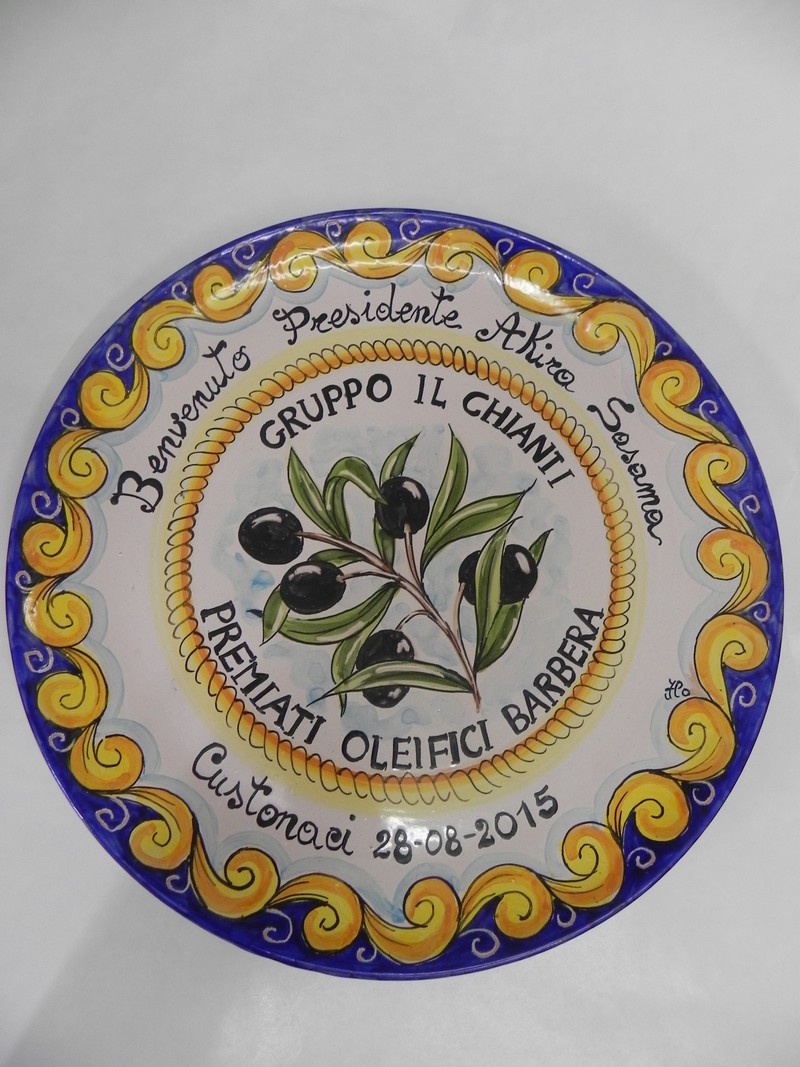 Benvenuto Presidente Akira Sasama
GRUPPO IL CHIANTI
PREMIATI OLEIFICI BARBERA
Custonaci 28-08-2015